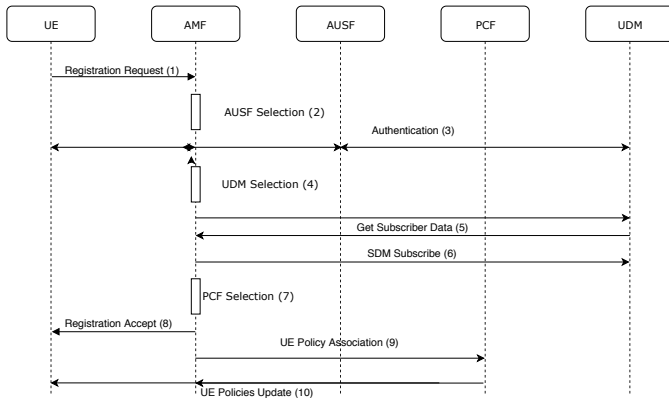 UE
AMF
AUSF
PCF
UDM
Registration Request (1)
AUSF Selection (2)
Authentication (3)
UDM Selection (4)
Get Subscriber Data (5)
SDM Subscribe (6)
PCF Selection (7)
Registration Accept (8)
UE Policy Association (9)
UE Policies Update (10)